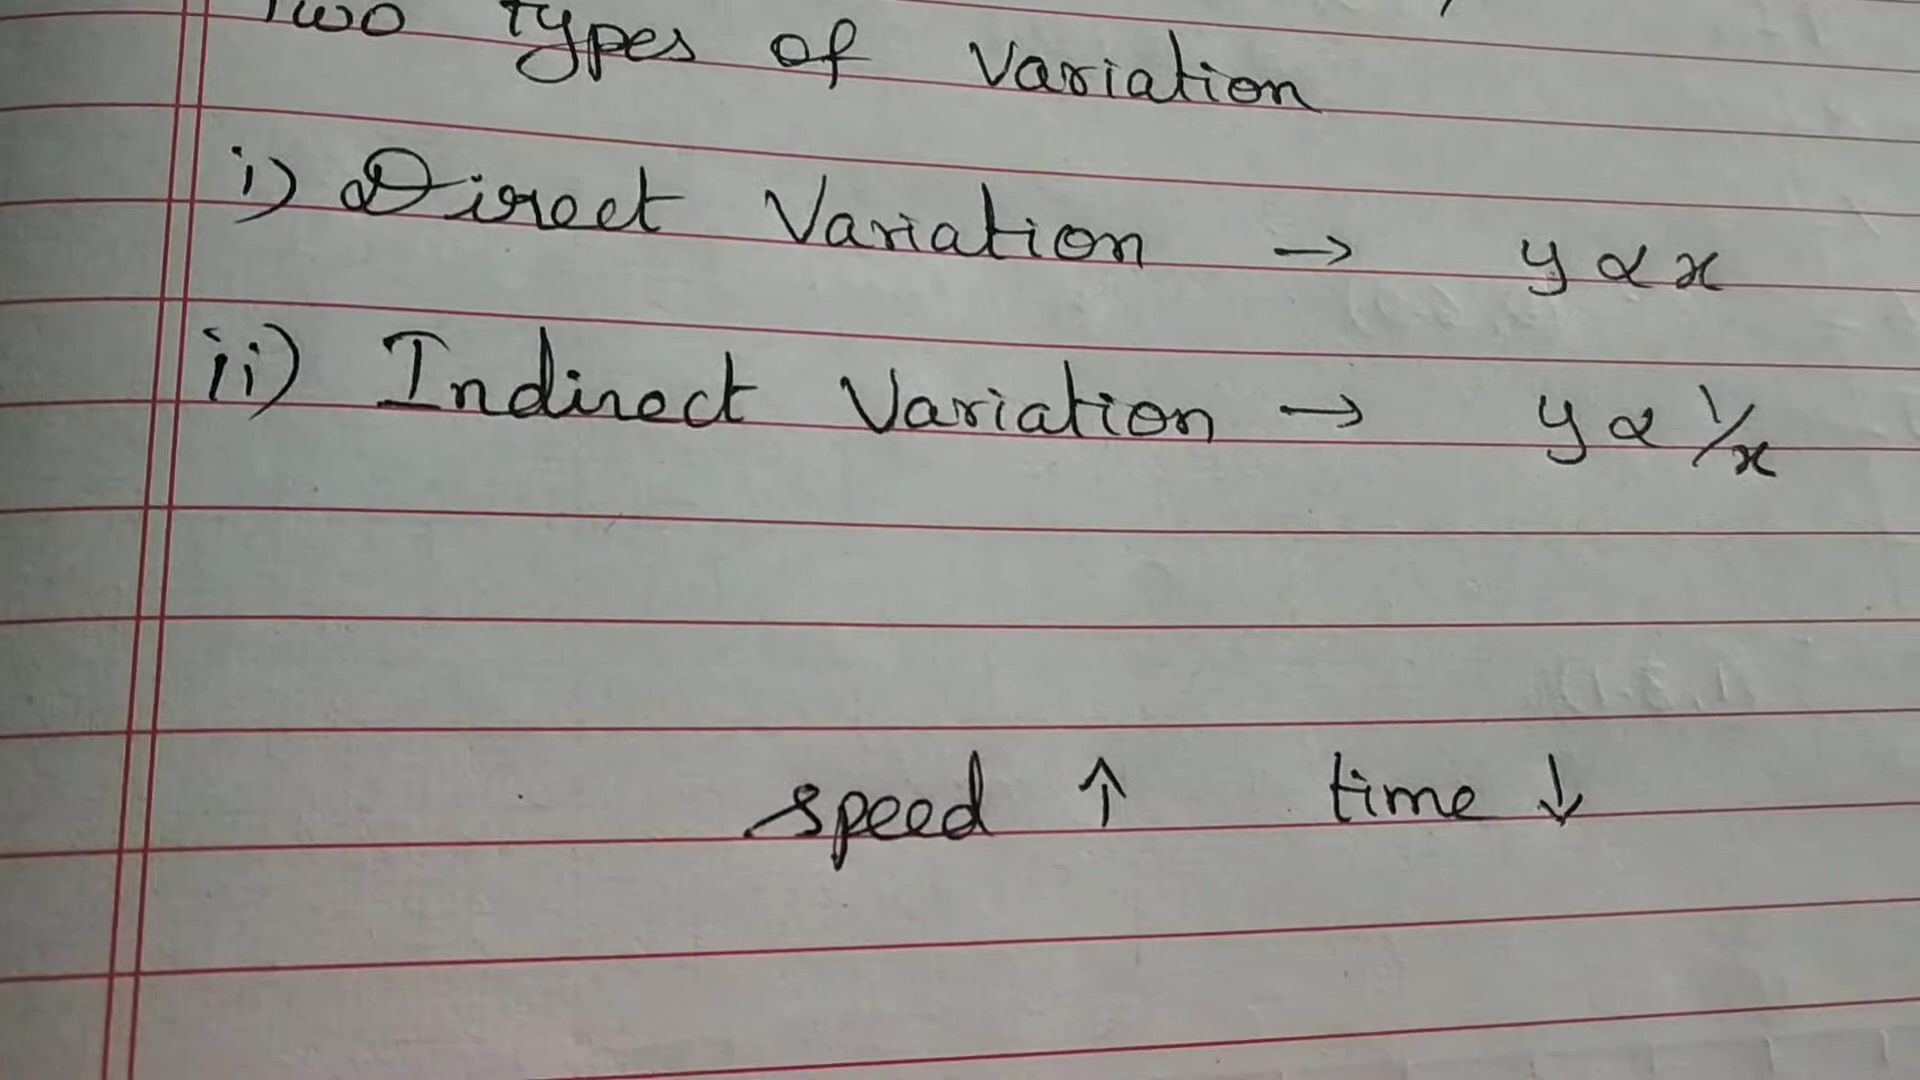 Two types of Variation
i) Direct Variation → y ∝ x
ii) Indirect Variation → y ∝ 1/x
speed ↑ time ↓